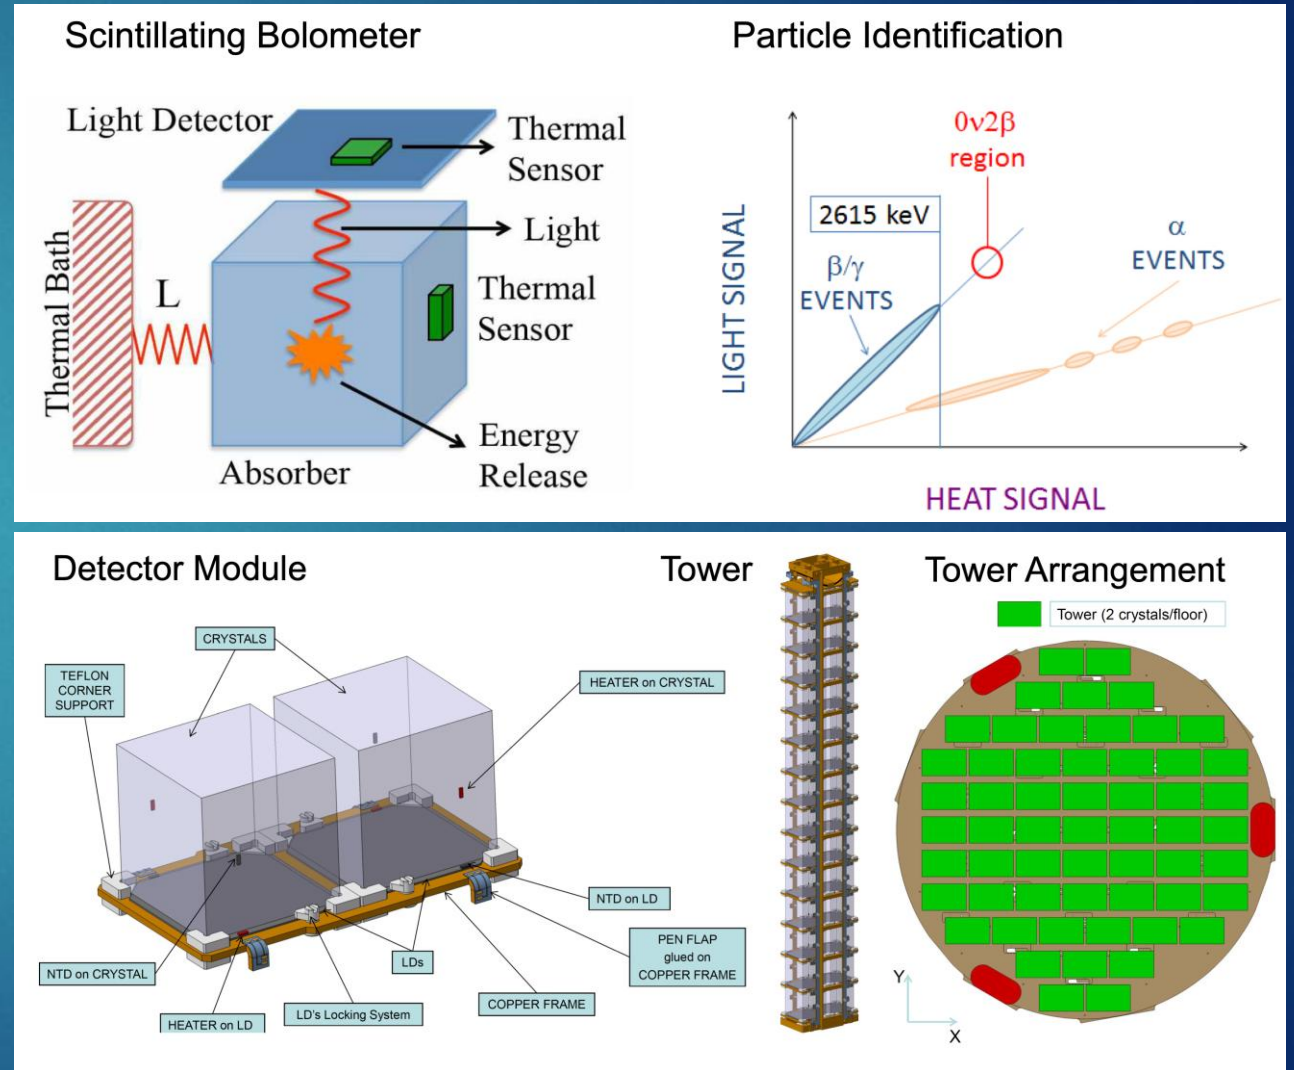 Scintillating Bolometer
Light Detector
Thermal
Sensor
Light
Thermal
Sensor
Thermal Bath
L
Energy
Release
Absorber
Particle Identification
0ν2β
region
2615 keV
α
EVENTS
β/γ
EVENTS
LIGHT SIGNAL
HEAT SIGNAL
Detector Module
CRYSTALS
TEFLON
CORNER
SUPPORT
HEATER on CRYSTAL
NTD on LD
PEN FLAP
glued on
COPPER FRAME
LDs
NTD on CRYSTAL
COPPER FRAME
LD's Locking System
HEATER on LD
Tower
Tower Arrangement
Tower (2 crystals/floor)
Y
X